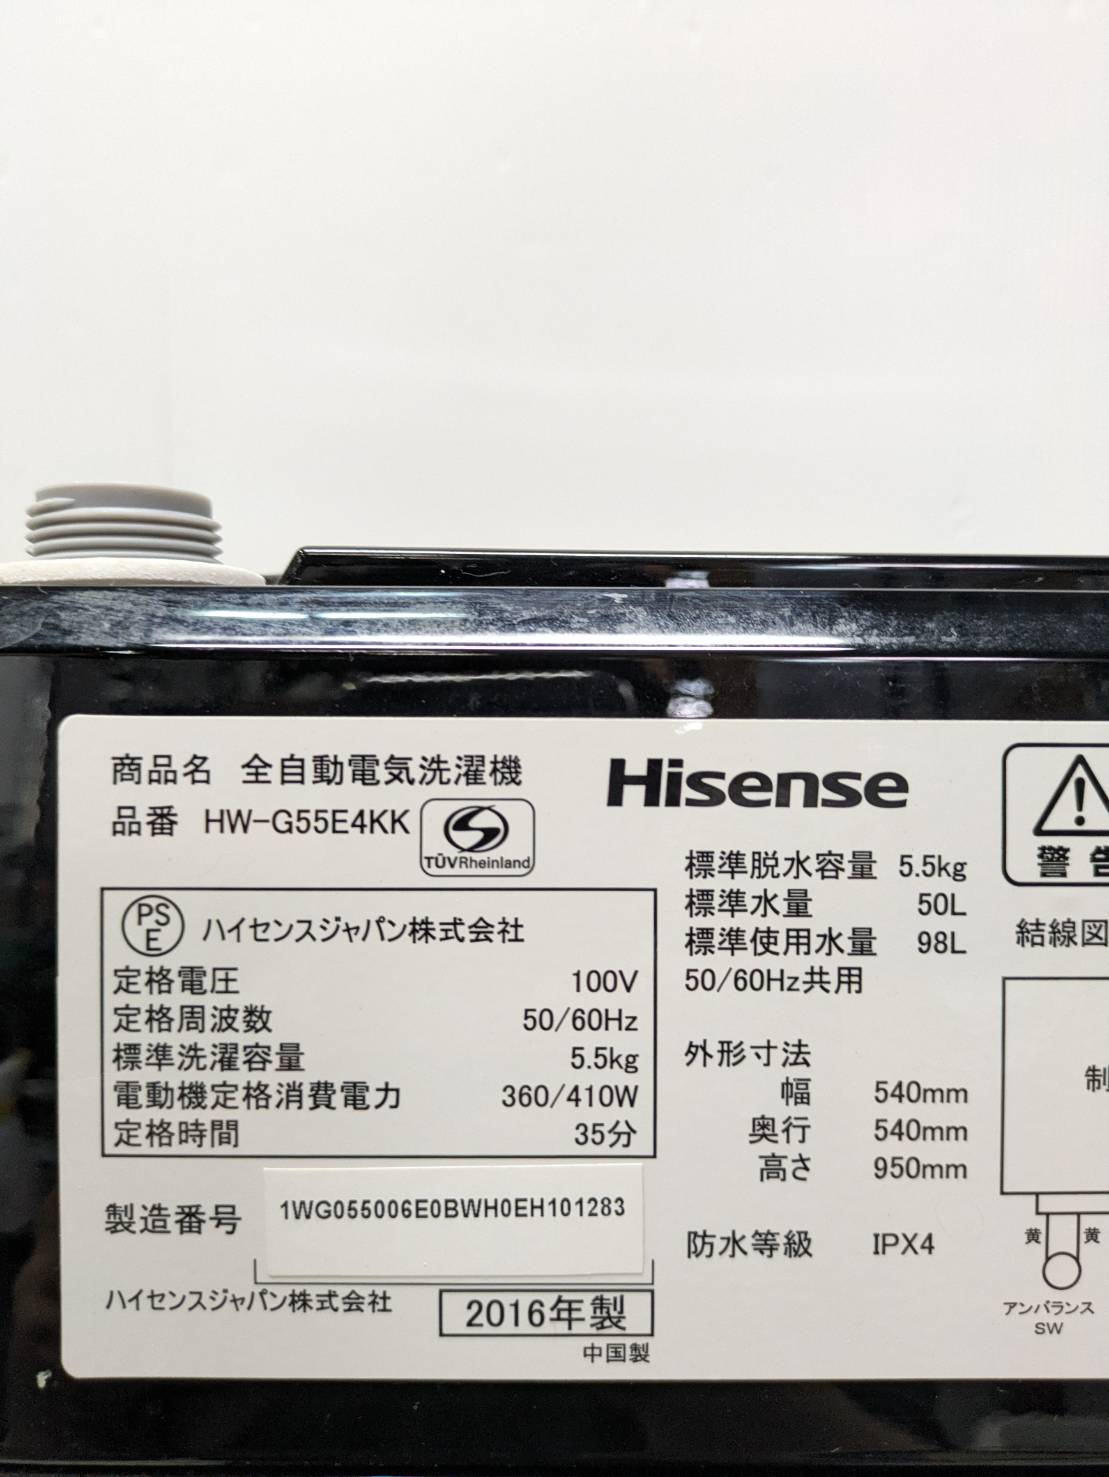 商品名 全自動電気洗濯機
品番 HW-G55E4KK
TÜVRheinland
PSE ハイセンスジャパン株式会社
定格電圧 100V
定格周波数 50/60Hz
標準洗濯容量 5.5kg
電動機定格消費電力 360/410W
定格時間 35分
製造番号 1WG055006E0BWH0EH101283
ハイセンスジャパン株式会社
2016年製
中国製
Hisense
標準脱水容量 5.5kg
標準水量 50L
標準使用水量 98L
50/60Hz共用
外形寸法
幅 540mm
奥行 540mm
高さ 950mm
防水等級 IPX4
警告
結線図
制
黄 黄
アンバランス
SW